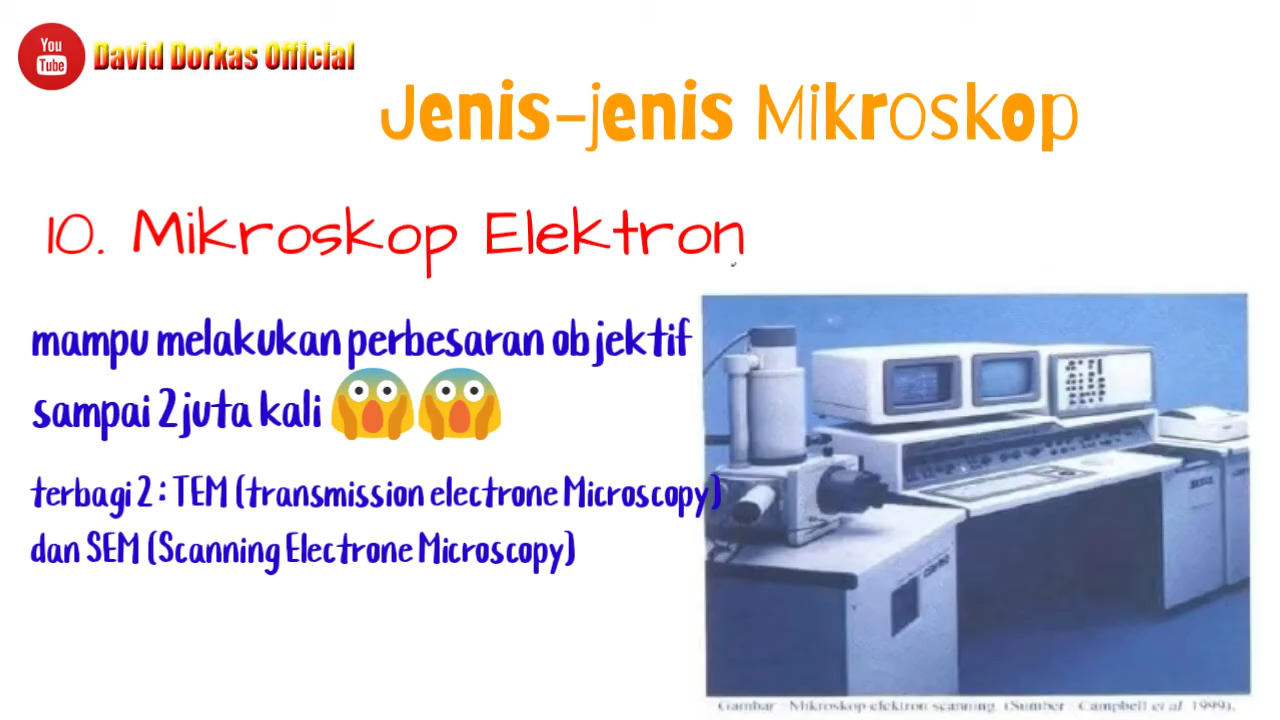 You
Tube
David Dorkas Official
Jenis-jenis Mikroskop
10. Mikroskop Elektron
mampu melakukan perbesaran objektif
sampai 2 juta kali 😱😱
terbagi 2 : TEM (transmission electrone Microscopy)
dan SEM (Scanning Electrone Microscopy)
Gambar : Mikroskop elektron scanning. (Sumber : Campbell et al. 1999).